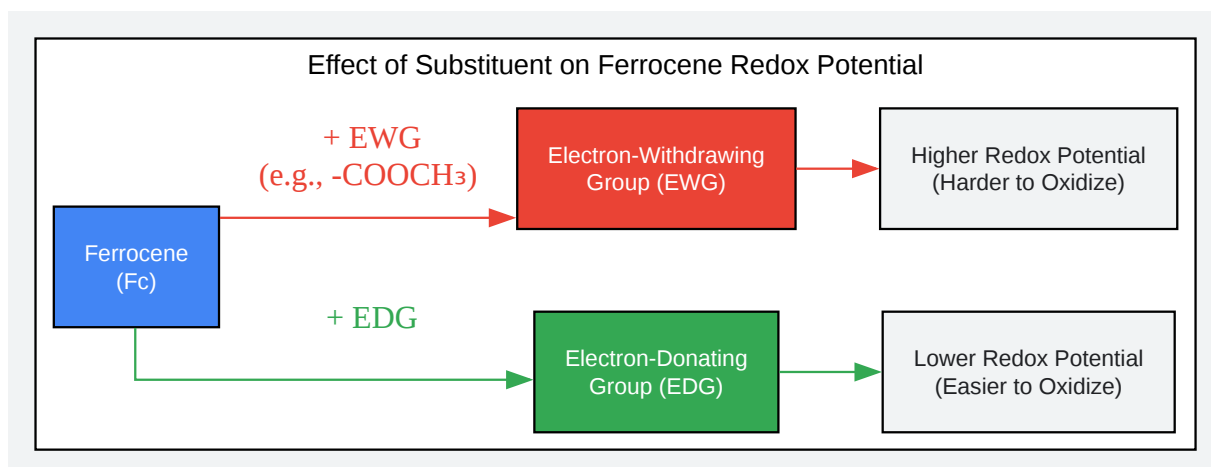 Effect of Substituent on Ferrocene Redox Potential
+ EWG
(e.g., -COOCH₃)
Electron-Withdrawing
Group (EWG)
Higher Redox Potential
(Harder to Oxidize)
Ferrocene
(Fc)
+ EDG
Electron-Donating
Group (EDG)
Lower Redox Potential
(Easier to Oxidize)